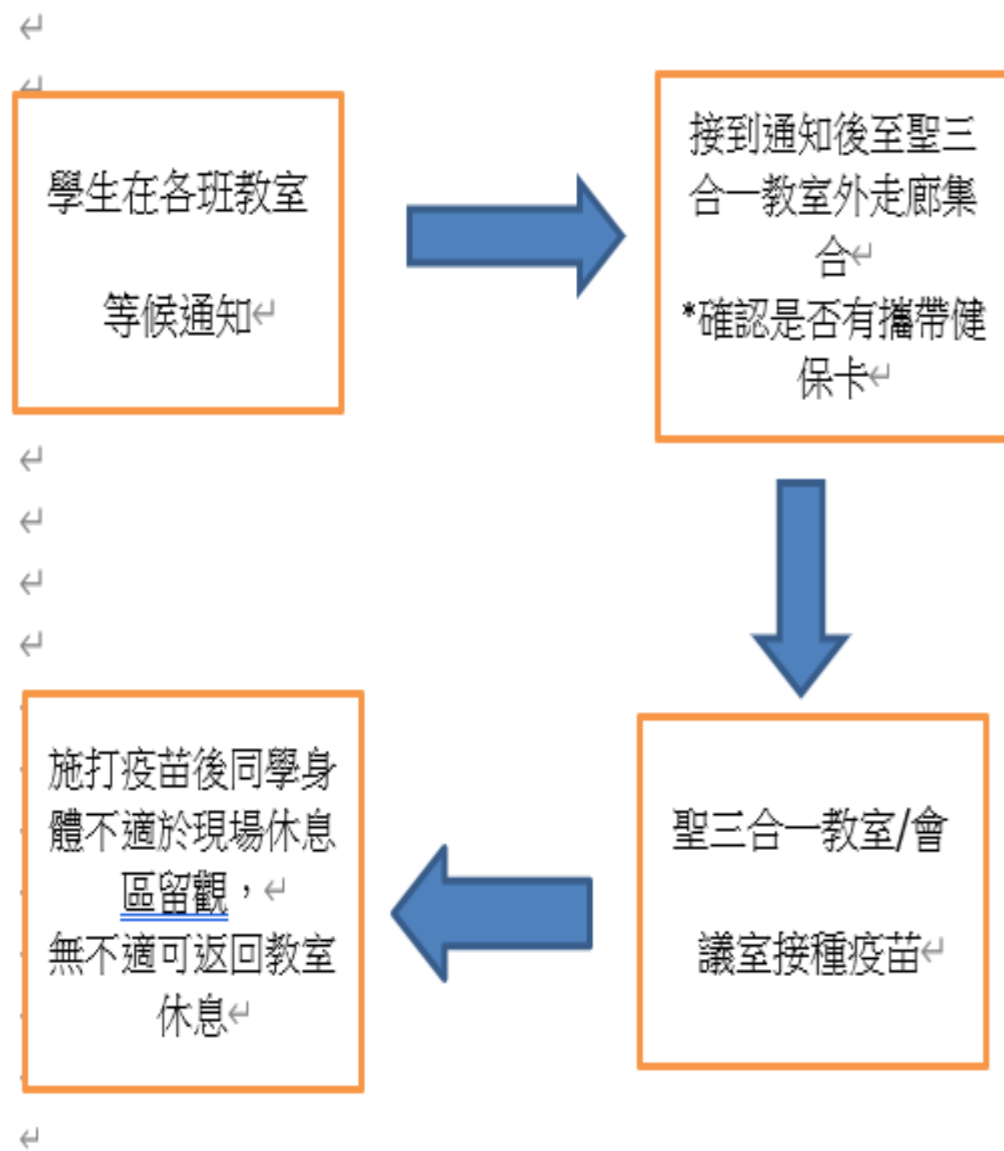 學生在各班教室
等候通知
接到通知後至聖三
合一教室外走廊集
合
*確認是否有攜帶健
保卡
聖三合一教室/會
議室接種疫苗
施打疫苗後同學身
體不適於現場休息
區留觀，
無不適可返回教室
休息